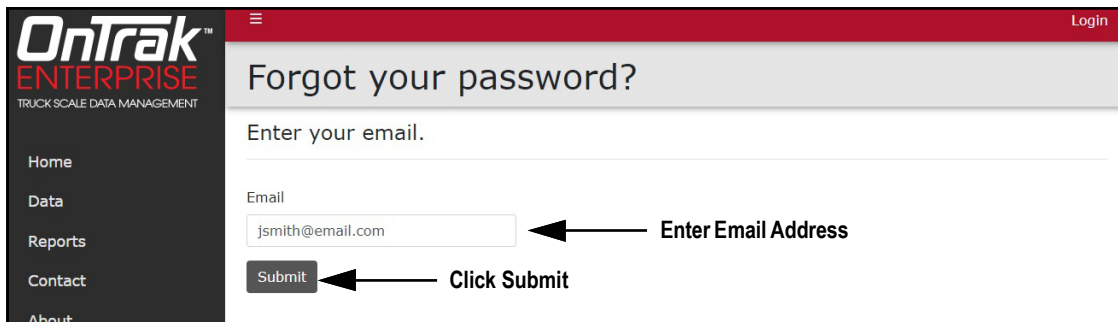 OnTrak™
ENTERPRISE
TRUCK SCALE DATA MANAGEMENT
Home
Data
Reports
Contact
About
Login
Forgot your password?
Enter your email.
Email
jsmith@email.com
Enter Email Address
Submit
Click Submit